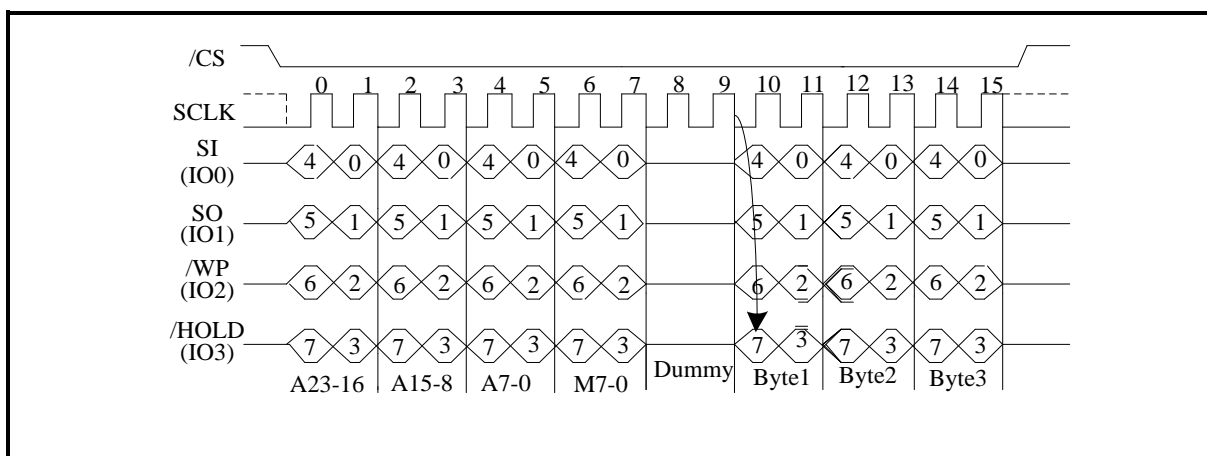 /CS
0 1 2 3 4 5 6 7 8 9 10 11 12 13 14 15
SCLK
SI
(IO0)
4 0 4 0 4 0 4 0 4 0 4 0 4 0
SO
(IO1)
5 1 5 1 5 1 5 1 5 1 5 1 5 1
/WP
(IO2)
6 2 6 2 6 2 6 2 6 2 6 2 6 2
/HOLD
(IO3)
7 3 7 3 7 3 7 3 7 3 7 3 7 3
A23-16 A15-8 A7-0 M7-0 Dummy Byte1 Byte2 Byte3